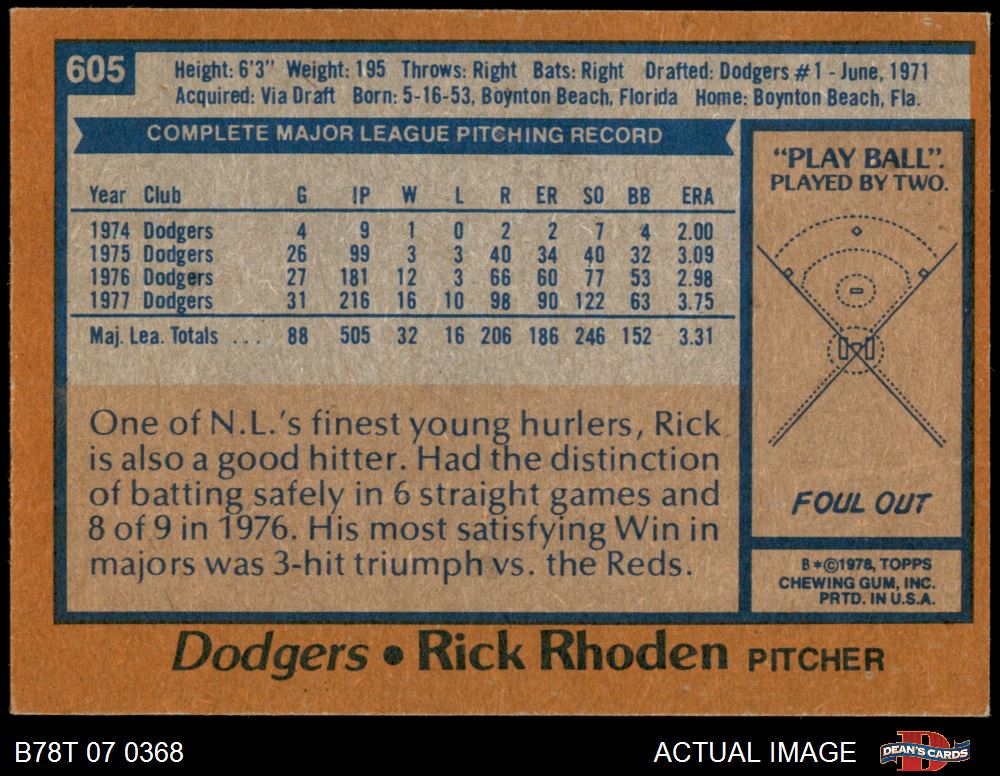 605
Height: 6'3" Weight: 195 Throws: Right Bats: Right Drafted: Dodgers #1 - June, 1971
Acquired: Via Draft Born: 5-16-53, Boynton Beach, Florida Home: Boynton Beach, Fla.
COMPLETE MAJOR LEAGUE PITCHING RECORD
Year Club G IP W L R ER SO BB ERA
1974 Dodgers 4 9 1 0 2 2 7 4 2.00
1975 Dodgers 26 99 3 3 40 34 40 32 3.09
1976 Dodgers 27 181 12 3 66 60 77 53 2.98
1977 Dodgers 31 216 16 10 98 90 122 63 3.75
Maj. Lea. Totals ... 88 505 32 16 206 186 246 152 3.31
One of N.L.'s finest young hurlers, Rick
is also a good hitter. Had the distinction
of batting safely in 6 straight games and
8 of 9 in 1976. His most satisfying Win in
majors was 3-hit triumph vs. the Reds.
"PLAY BALL".
PLAYED BY TWO.
FOUL OUT
B*©1978, TOPPS
CHEWING GUM, INC.
PRTD. IN U.S.A.
Dodgers • Rick Rhoden PITCHER
B78T 07 0368
ACTUAL IMAGE
D
DEAN'S CARDS